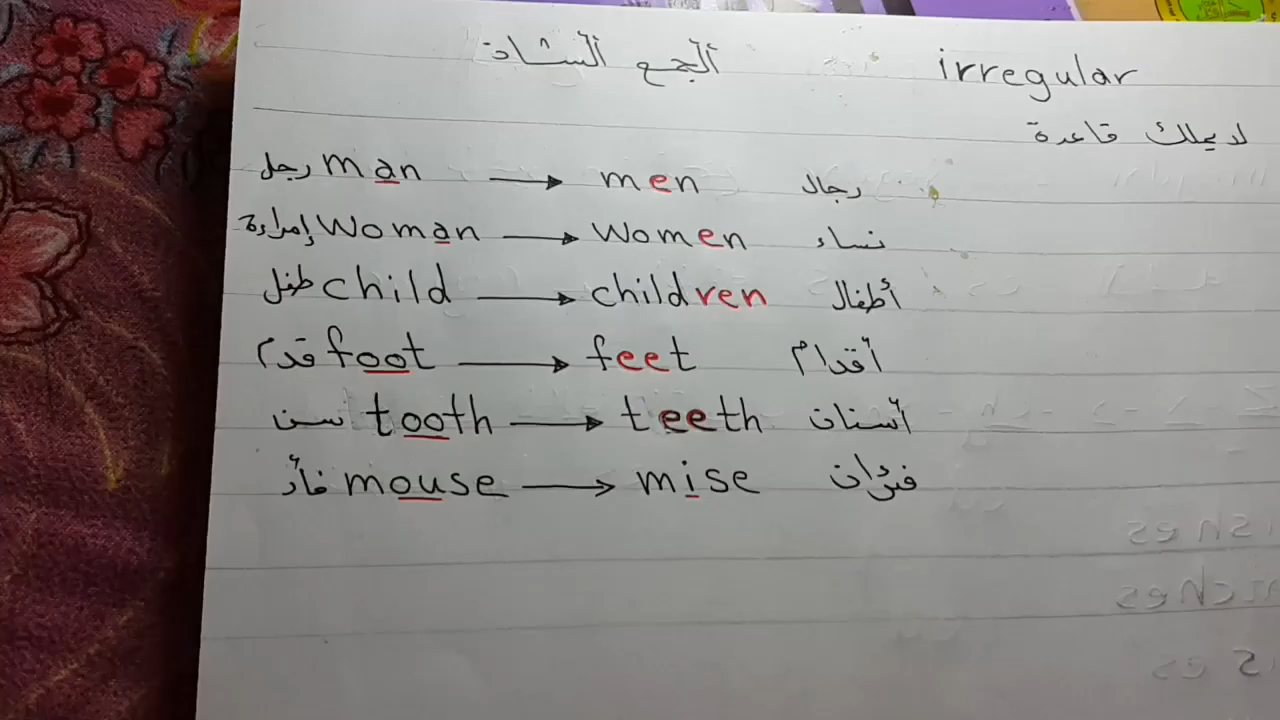 irregular الجمع الشاذ
لا يملك قاعدة
رجل man → men رجال
إمراءة Woman → Women نساء
طفل child → children أطفال
قدم foot → feet أقدام
سن tooth → teeth أسنان
فأر mouse → mise فئران